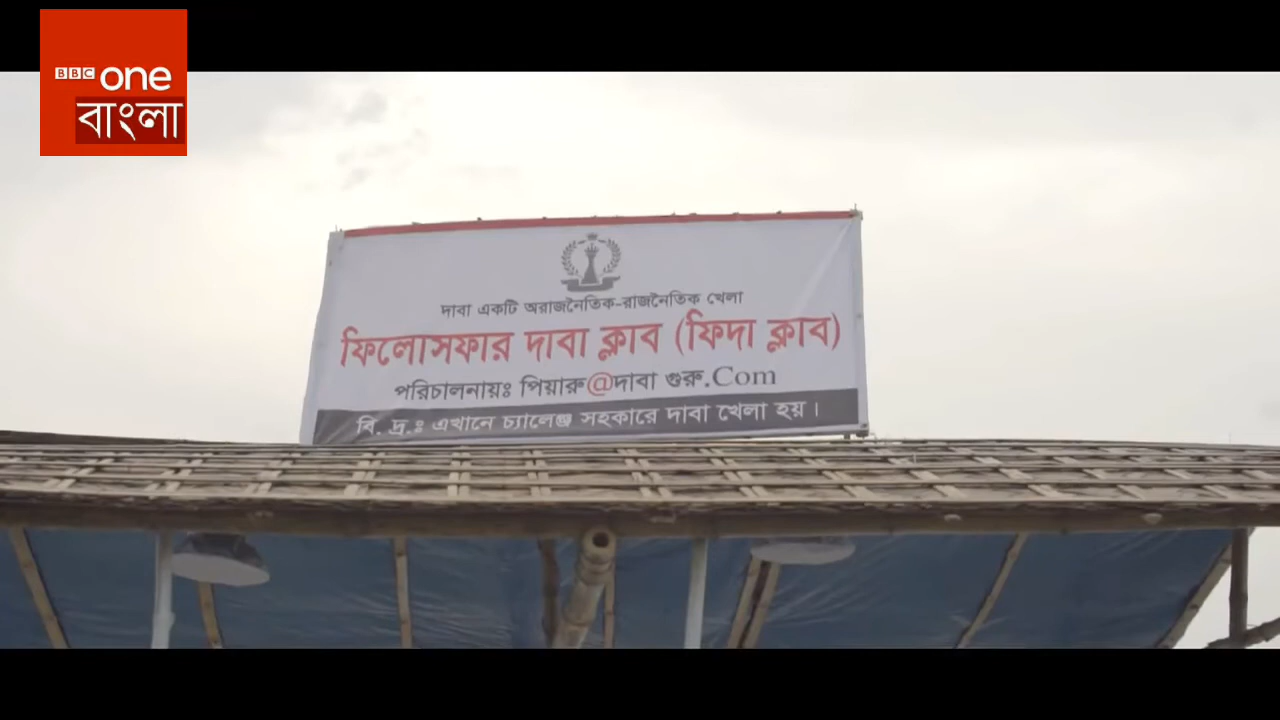 BBC one
বাংলা
দাবা একটি অরাজনৈতিক-রাজনৈতিক খেলা
ফিলোসফার দাবা ক্লাব (ফিদা ক্লাব)
পরিচালনায়ঃ পিয়ারু@দাবা গুরু.Com
বি. দ্র.ঃ এখানে চ্যালেঞ্জ সহকারে দাবা খেলা হয়।